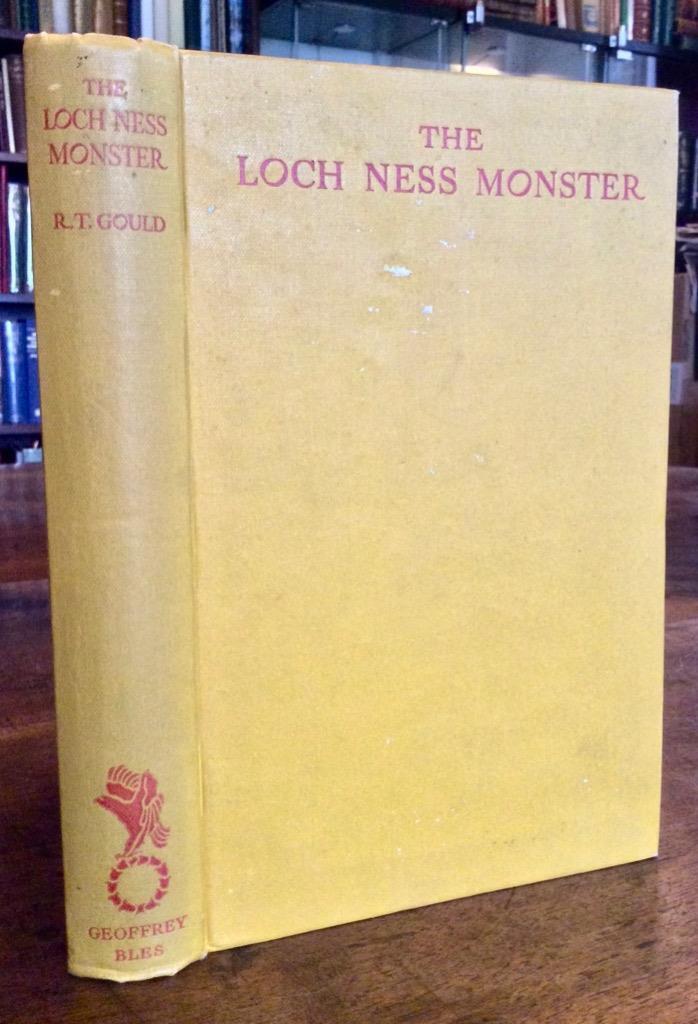 THE
LOCH NESS
MONSTER
R.T. GOULD
GEOFFREY
BLES
THE
LOCH NESS MONSTER